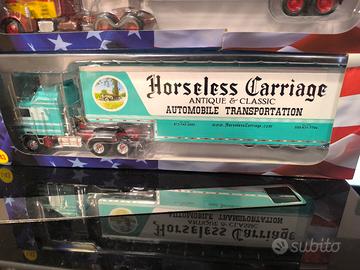 Horseless Carriage
ANTIQUE & CLASSIC
AUTOMOBILE TRANSPORTATION
www.HorselessCarriage.com
subito